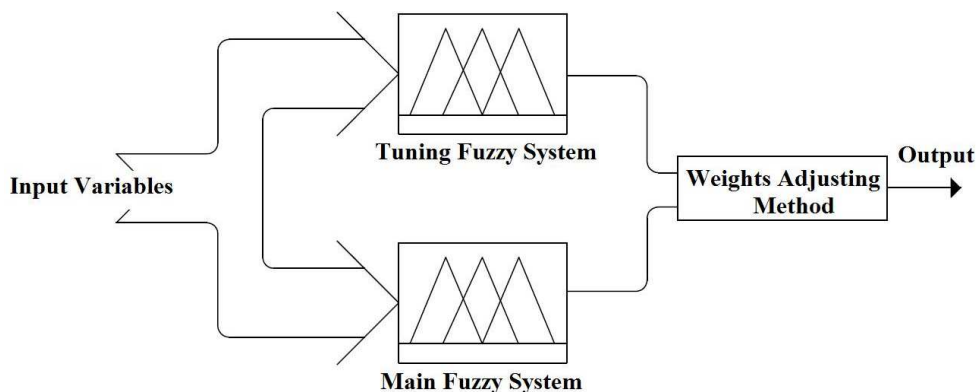 Tuning Fuzzy System
Input Variables
Weights Adjusting
Method
Output
Main Fuzzy System